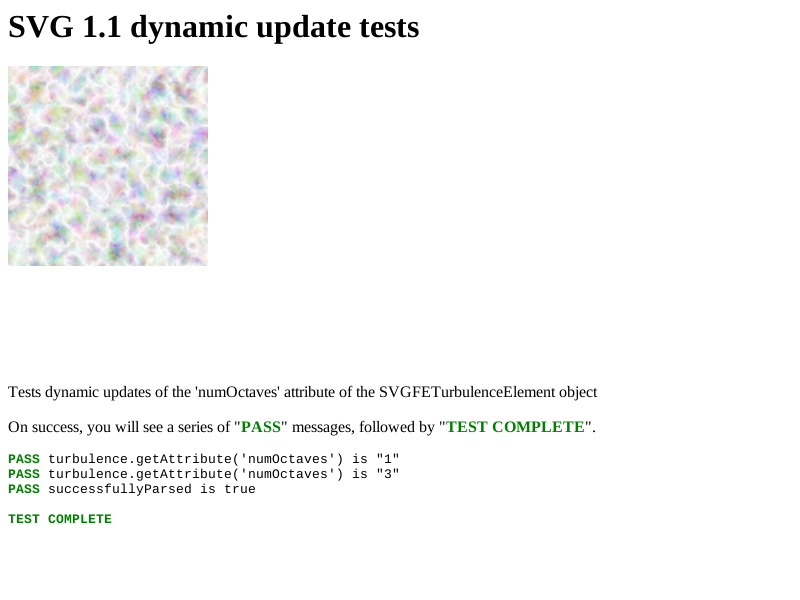 SVG 1.1 dynamic update tests
Tests dynamic updates of the 'numOctaves' attribute of the SVGFETurbulenceElement object
On success, you will see a series of "PASS" messages, followed by "TEST COMPLETE".
PASS turbulence.getAttribute('numOctaves') is "1"
PASS turbulence.getAttribute('numOctaves') is "3"
PASS successfullyParsed is true
TEST COMPLETE